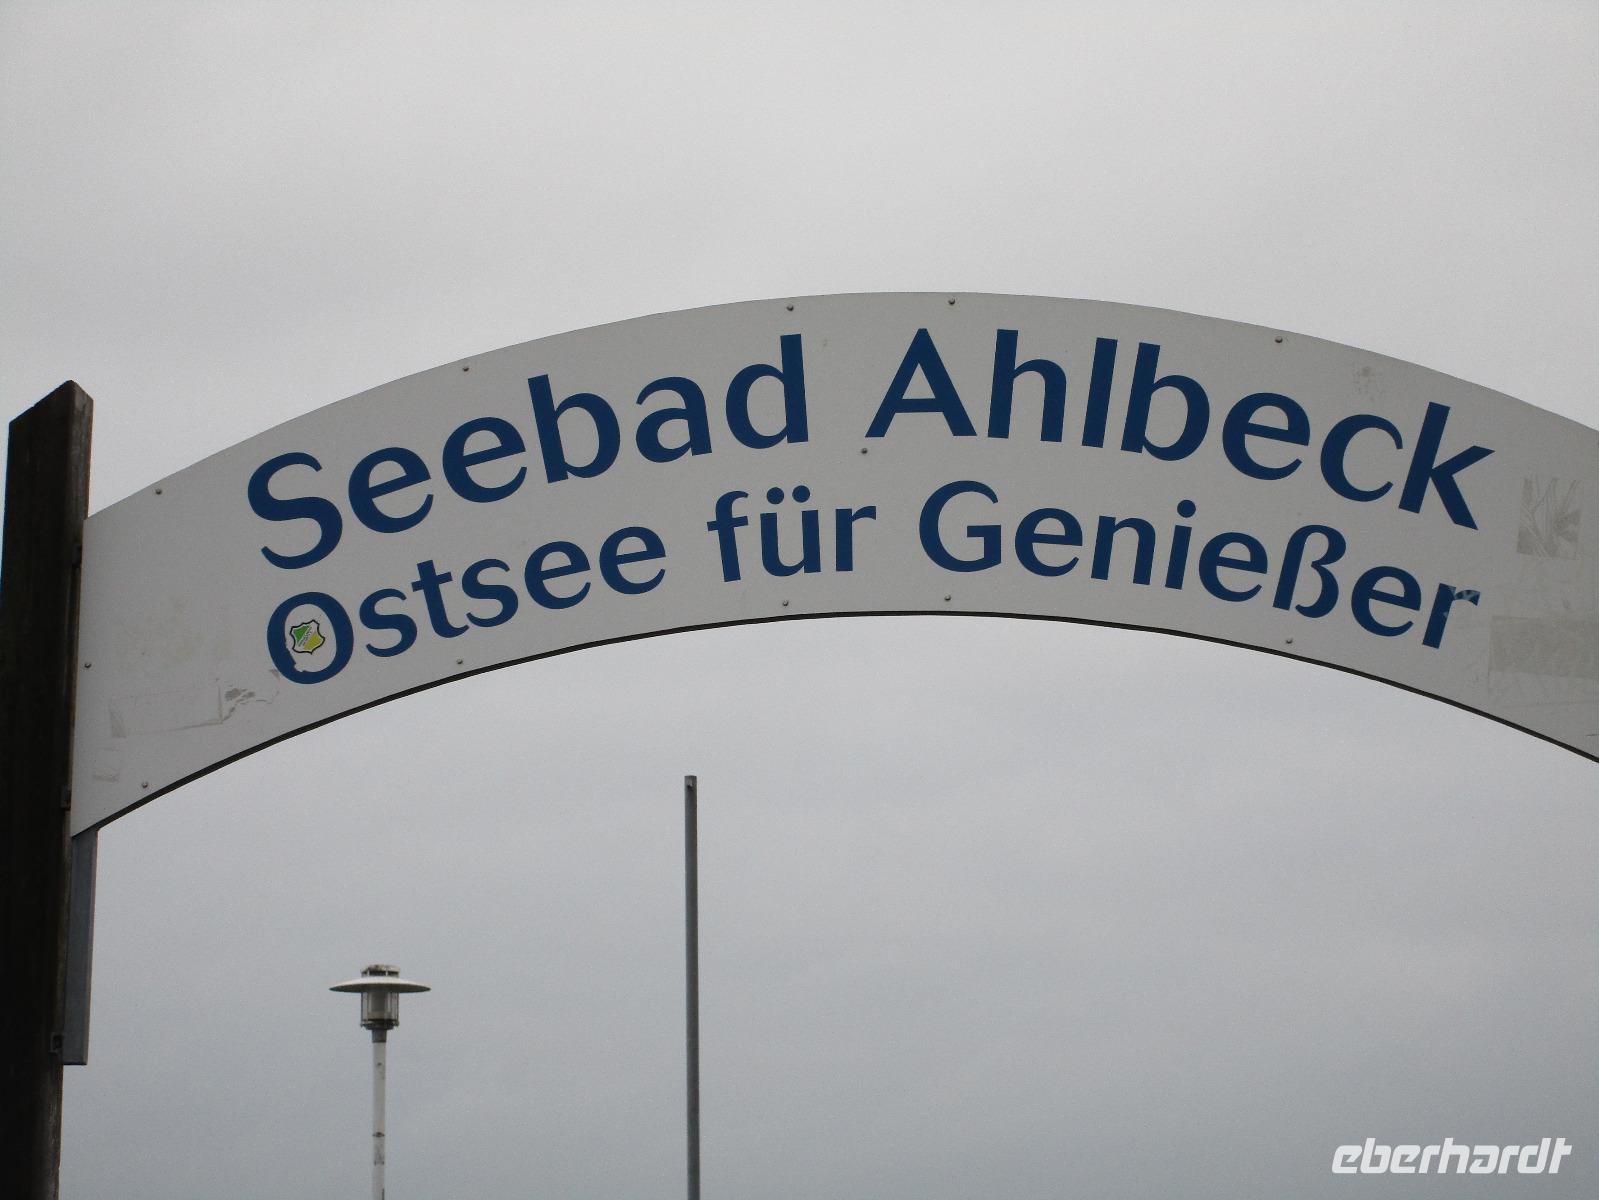 Seebad Ahlbeck
Ostsee für Genießer
eberhardt